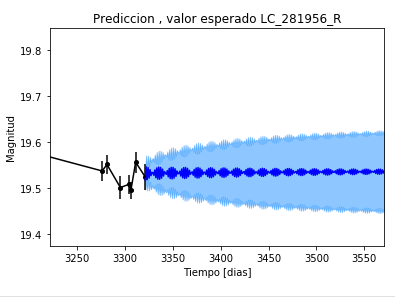 Prediccion , valor esperado LC_281956_R
19.8
19.7
19.6
19.5
19.4
Magnitud
3250 3300 3350 3400 3450 3500 3550
Tiempo [dias]